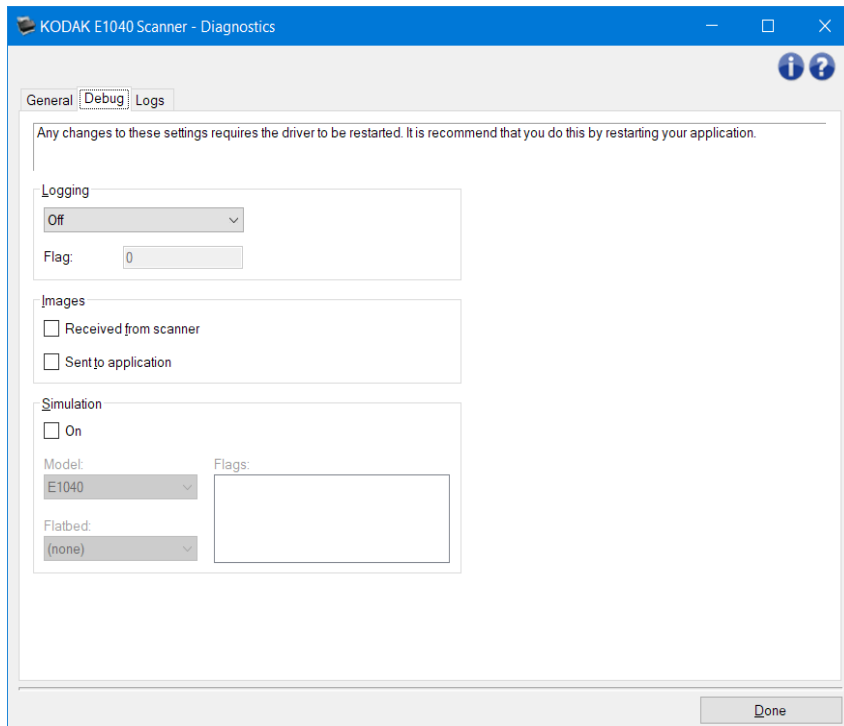 KODAK E1040 Scanner - Diagnostics
General Debug Logs
Any changes to these settings requires the driver to be restarted. It is recommend that you do this by restarting your application.
Logging
Off
Flag: 0
Images
Received from scanner
Sent to application
Simulation
On
Model: Flags:
E1040
Flatbed:
(none)
Done